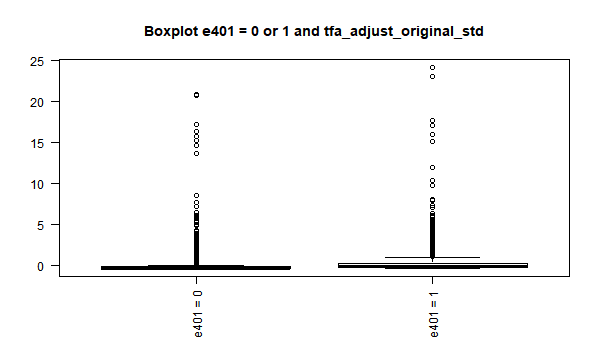 Boxplot e401 = 0 or 1 and tfa_adjust_original_std
25
20
15
10
5
0
e401 = 0
e401 = 1